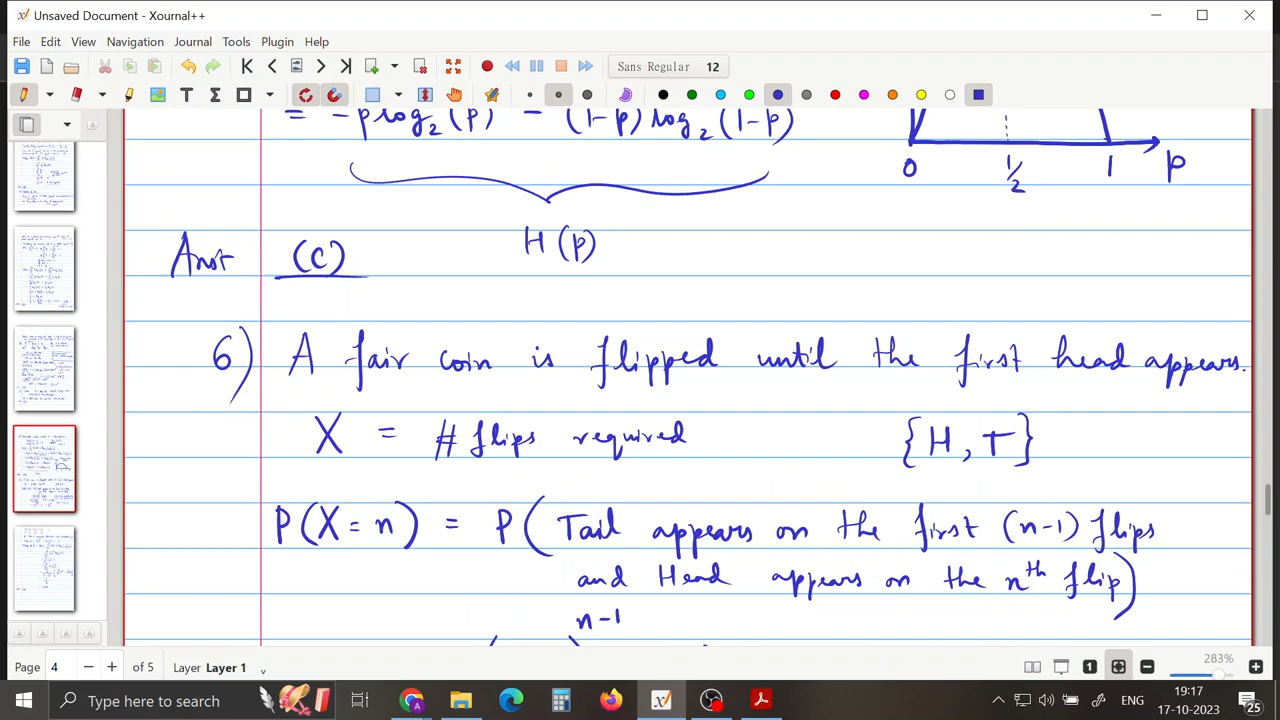 Unsaved Document - Xournal++
File Edit View Navigation Journal Tools Plugin Help
Sans Regular 12
= -p log₂(p) - (1-p) log₂(1-p)
0 1/2 1 p
H(p)
Ans: (C)
6) A fair coin is flipped until the first head appears.
X = # flips required {H, T}
P(X = n) = P( Tail appears on the first (n-1) flips
and Head appears on the nᵗʰ flip)
n-1
Page 4 of 5 Layer Layer 1 283%
Type here to search
ENG 19:17
17-10-2023 25